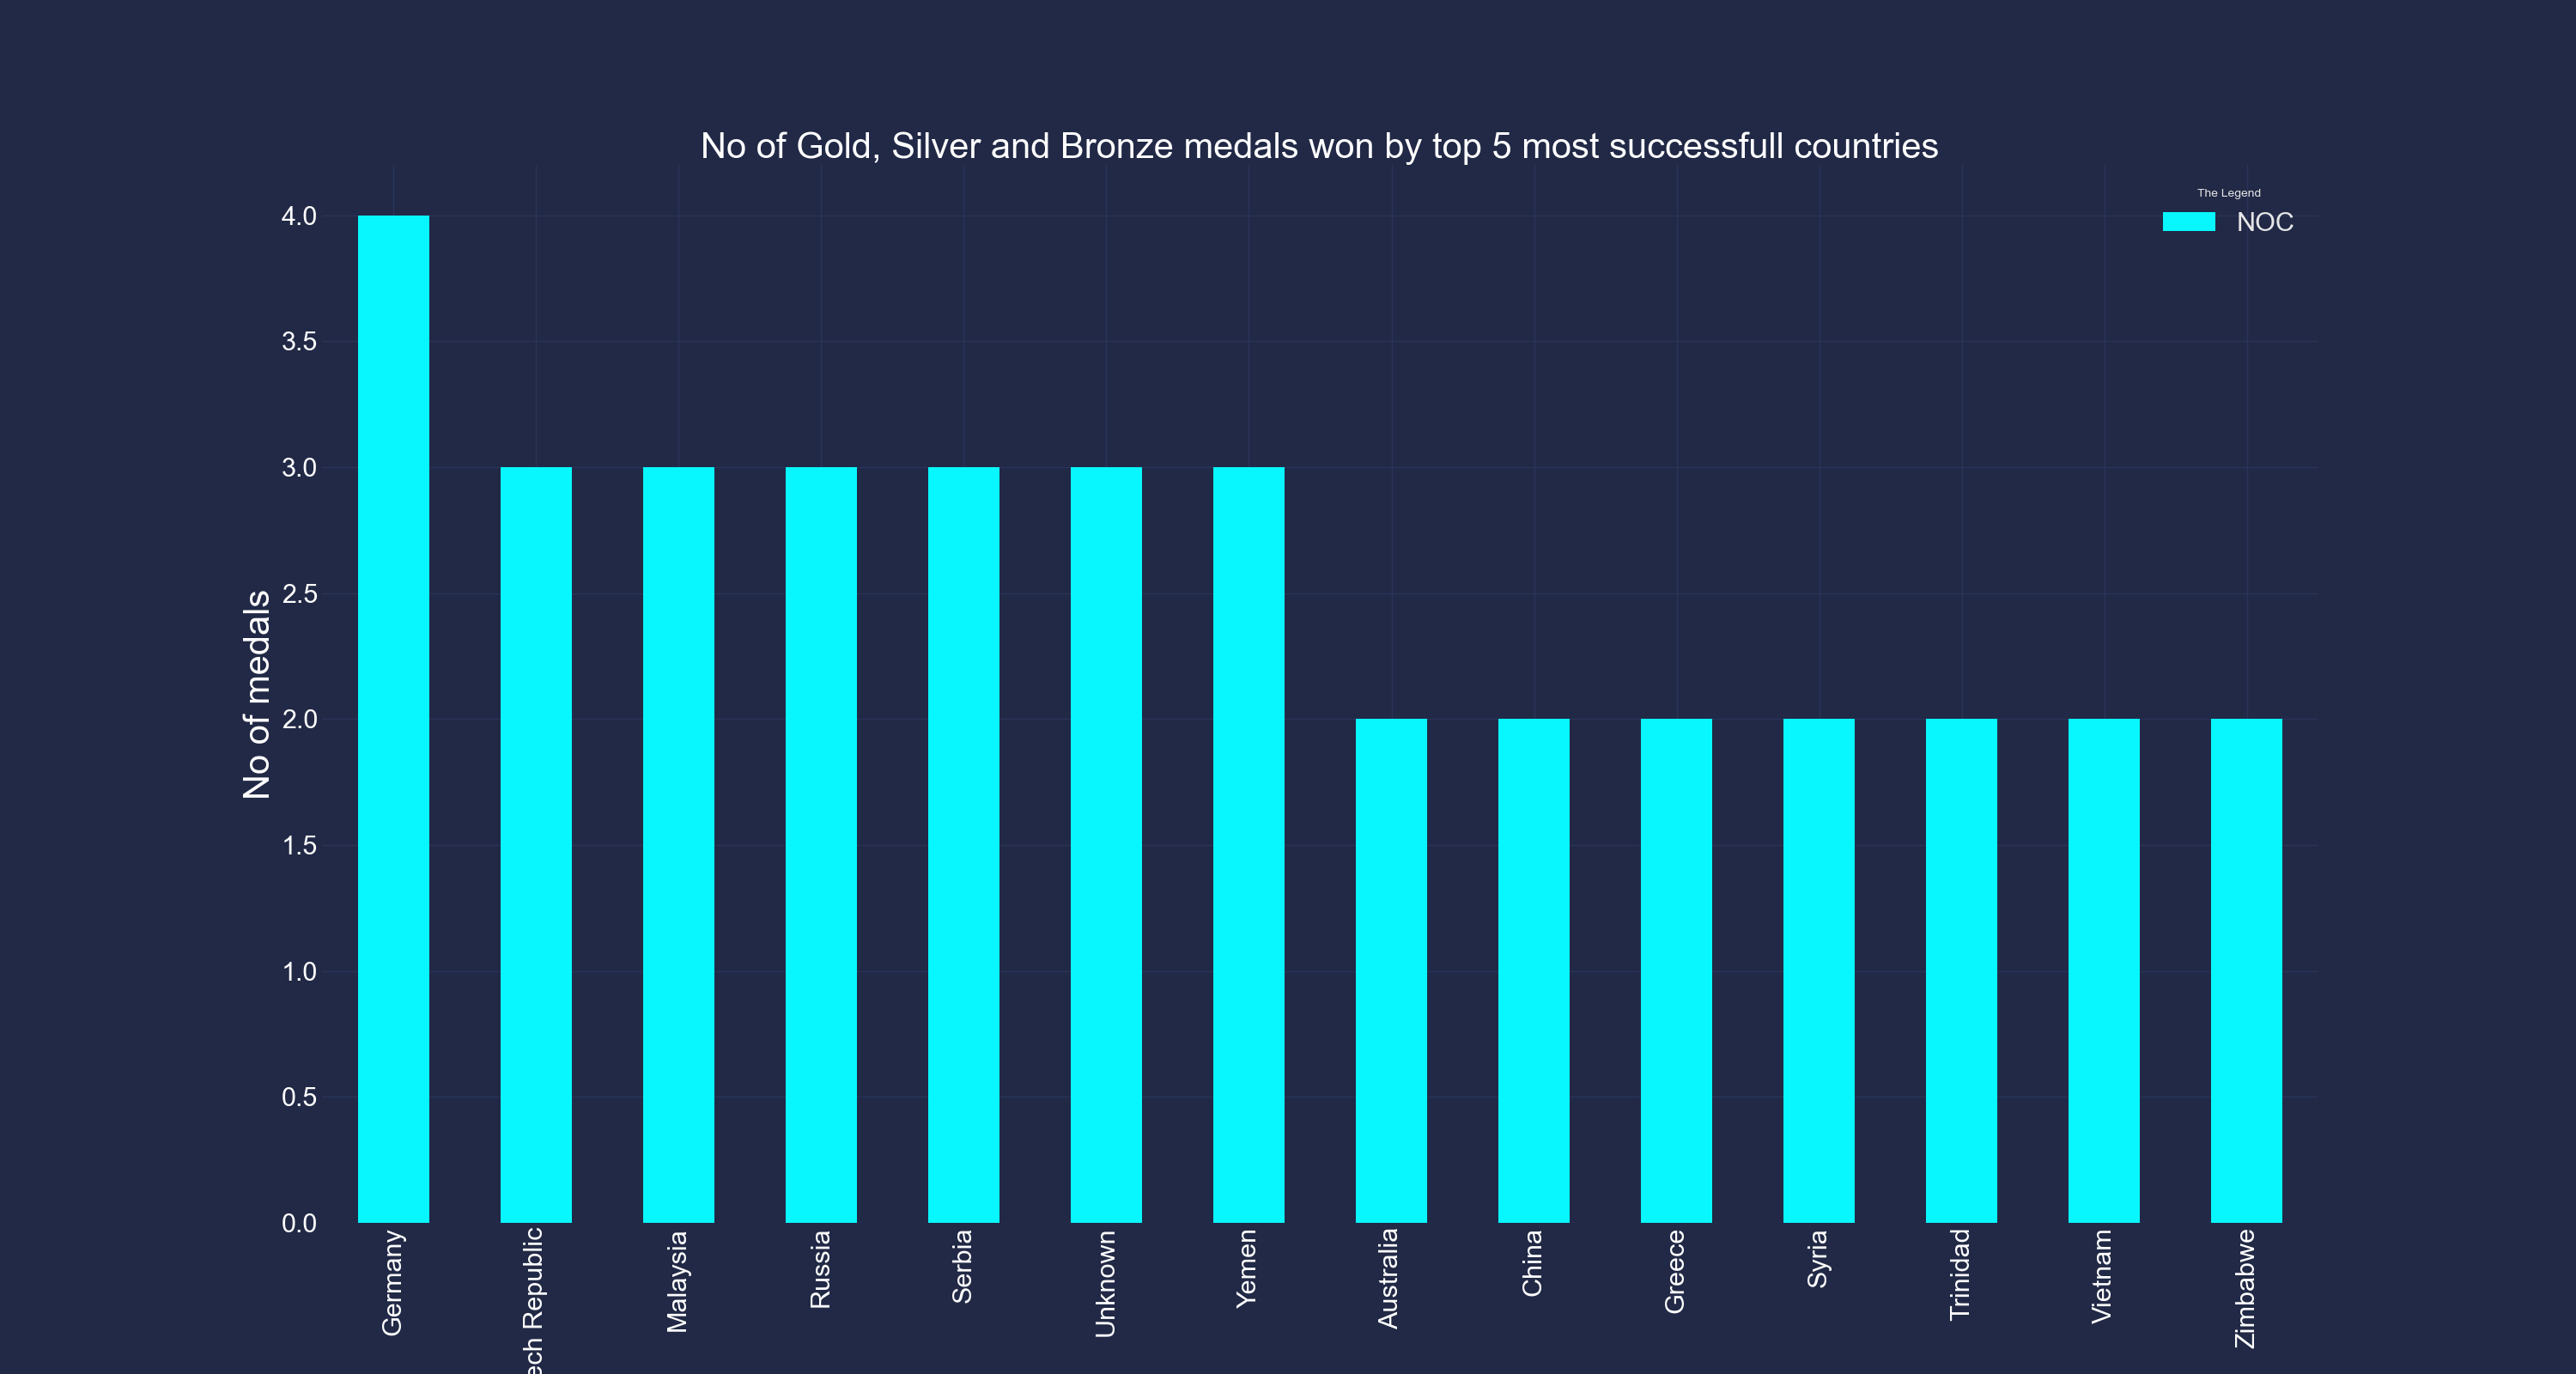 No of Gold, Silver and Bronze medals won by top 5 most successfull countries
The Legend
NOC
No of medals
4.0
3.5
3.0
2.5
2.0
1.5
1.0
0.5
0.0
Germany
ech Republic
Malaysia
Russia
Serbia
Unknown
Yemen
Australia
China
Greece
Syria
Trinidad
Vietnam
Zimbabwe